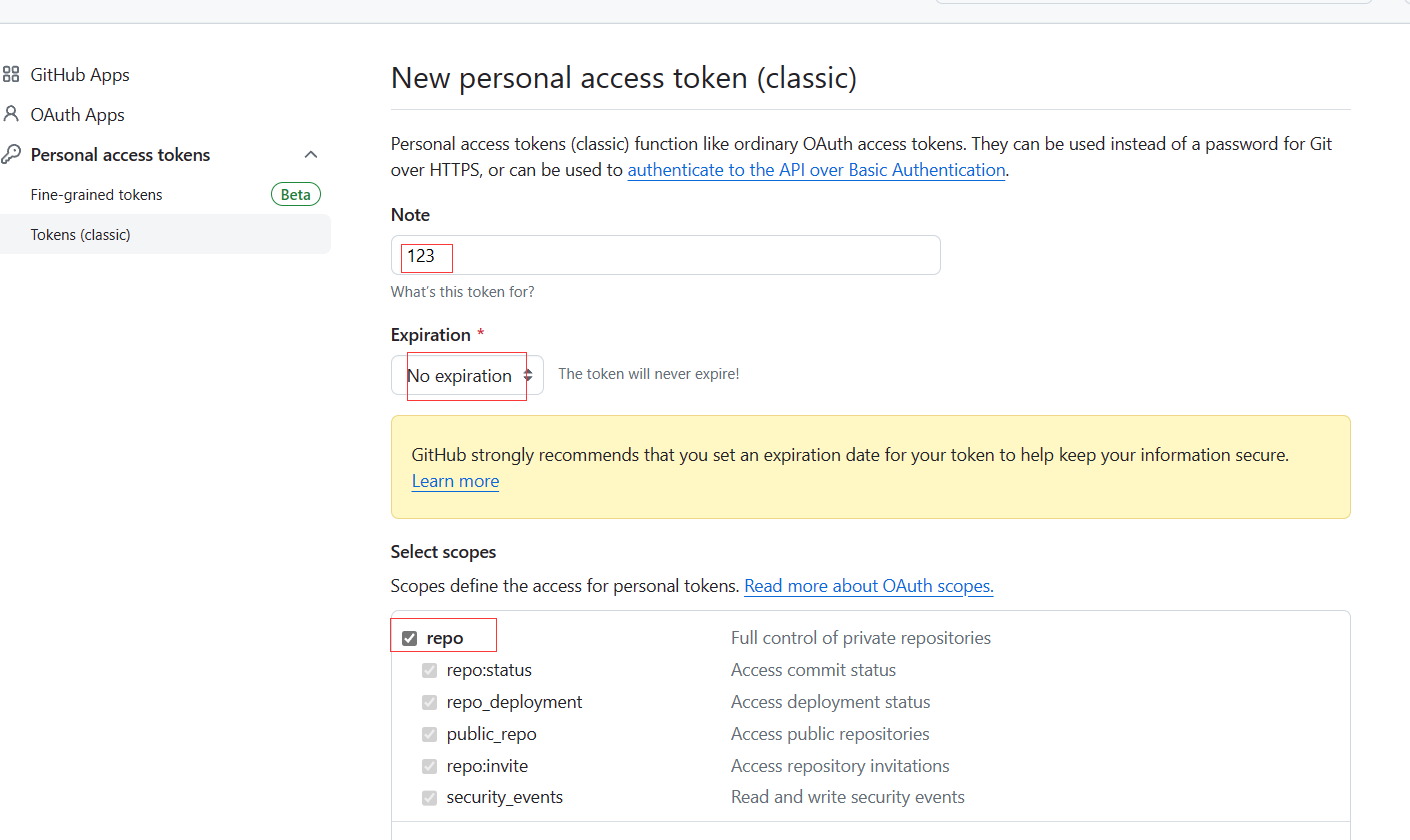 GitHub Apps
OAuth Apps
Personal access tokens
Fine-grained tokens Beta
Tokens (classic)
New personal access token (classic)
Personal access tokens (classic) function like ordinary OAuth access tokens. They can be used instead of a password for Git
over HTTPS, or can be used to authenticate to the API over Basic Authentication.
Note
123
What's this token for?
Expiration *
No expiration The token will never expire!
GitHub strongly recommends that you set an expiration date for your token to help keep your information secure.
Learn more
Select scopes
Scopes define the access for personal tokens. Read more about OAuth scopes.
repo Full control of private repositories
repo:status Access commit status
repo_deployment Access deployment status
public_repo Access public repositories
repo:invite Access repository invitations
security_events Read and write security events